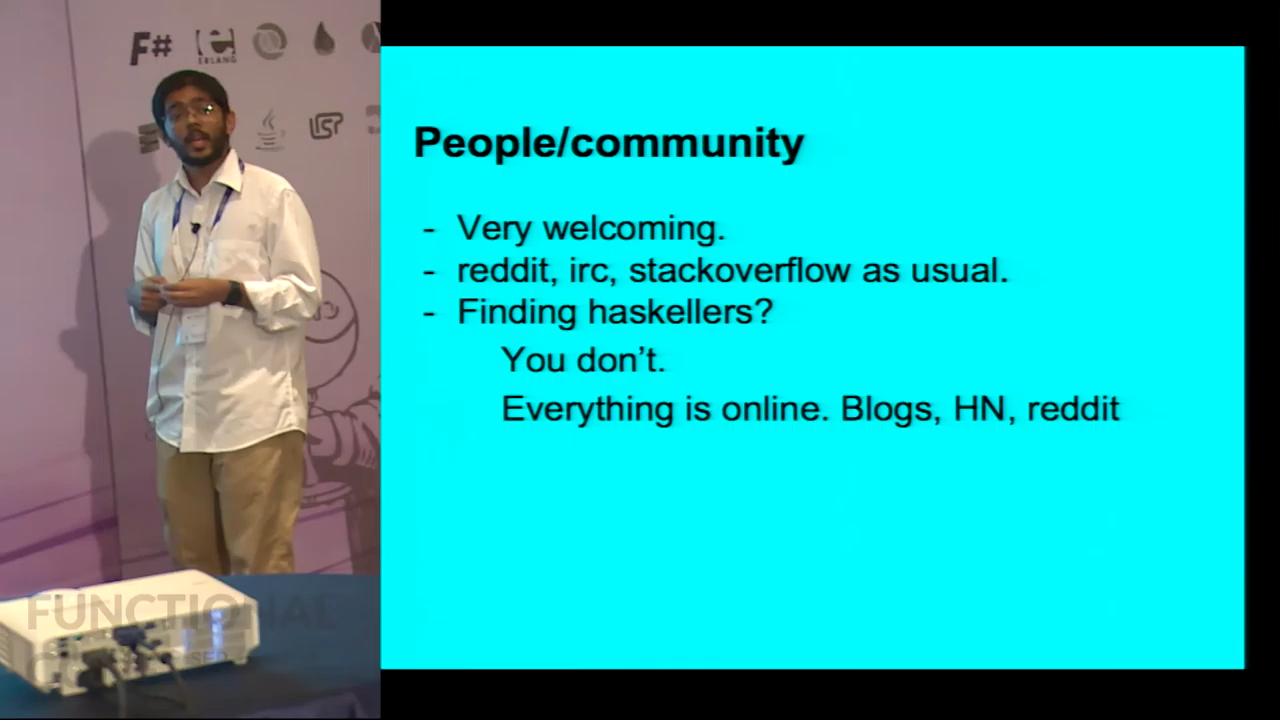 F#
ERLANG
LISP
People/community
- Very welcoming.
- reddit, irc, stackoverflow as usual.
- Finding haskellers?
You don't.
Everything is online. Blogs, HN, reddit
FUNCTIONAL